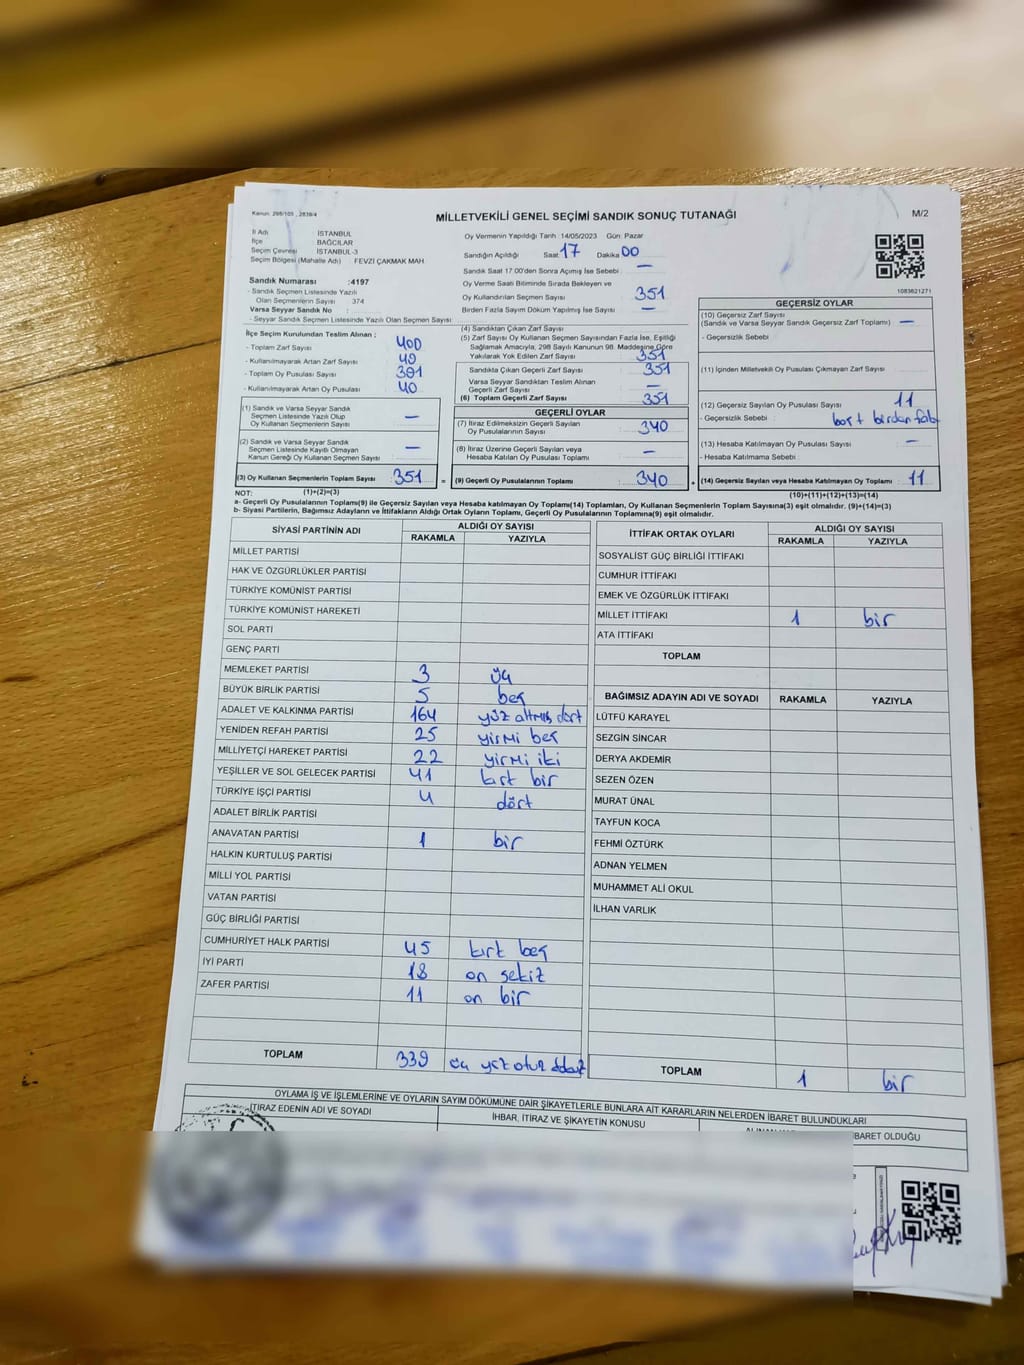 Kanun: 298/105 , 2839/4
MİLLETVEKİLİ GENEL SEÇİMİ SANDIK SONUÇ TUTANAĞI
M/2
İl Adı : İSTANBUL
İlçe : BAĞCILAR
Seçim Çevresi : İSTANBUL-3
Seçim Bölgesi (Mahalle Adı) : FEVZİ ÇAKMAK MAH.
Sandık Numarası : 4197
- Sandık Seçmen Listesinde Yazılı
Olan Seçmenlerin Sayısı : 374
Varsa Seyyar Sandık No :
- Seyyar Sandık Seçmen Listesinde Yazılı Olan Seçmen Sayısı :
Oy Vermenin Yapıldığı Tarih :14/05/2023 Gün: Pazar
Sandığın Açıldığı Saat: 17 Dakika: 00
Sandık Saat 17:00'den Sonra Açılmış İse Sebebi : —
Oy Verme Saati Bitiminde Sırada Bekleyen ve
Oy Kullandırılan Seçmen Sayısı : 351
Birden Fazla Sayım Döküm Yapılmış İse Sayısı : —
1083621271
İlçe Seçim Kurulundan Teslim Alınan ;
- Toplam Zarf Sayısı : 400
- Kullanılmayarak Artan Zarf Sayısı : 49
- Toplam Oy Pusulası Sayısı : 391
- Kullanılmayarak Artan Oy Pusulası : 40
(1) Sandık ve Varsa Seyyar Sandık
Seçmen Listesinde Yazılı Olup
Oy Kullanan Seçmenlerin Sayısı : —
(2) Sandık ve Varsa Seyyar Sandık
Seçmen Listesinde Kayıtlı Olmayan
Kanun Gereği Oy Kullanan Seçmen Sayısı : —
(3) Oy Kullanan Seçmenlerin Toplam Sayısı : 351
(1)+(2)=(3)
(4) Sandıktan Çıkan Zarf Sayısı
(5) Zarf Sayısı Oy Kullanan Seçmen Sayısından Fazla İse, Eşitliği
Sağlamak Amacıyla, 298 Sayılı Kanunun 98. Maddesine Göre
Yakılarak Yok Edilen Zarf Sayısı : 351
Sandıkta Çıkan Geçerli Zarf Sayısı : 351
Varsa Seyyar Sandıktan Teslim Alınan
Geçerli Zarf Sayısı : —
(6) Toplam Geçerli Zarf Sayısı : 351
GEÇERLİ OYLAR
(7) İtiraz Edilmeksizin Geçerli Sayılan
Oy Pusulalarının Sayısı : 340
(8) İtiraz Üzerine Geçerli Sayılan veya
Hesaba Katılan Oy Pusulası Toplamı : —
= (9) Geçerli Oy Pusulalarının Toplamı : 340
GEÇERSİZ OYLAR
(10) Geçersiz Zarf Sayısı
(Sandık ve Varsa Seyyar Sandık Geçersiz Zarf Toplamı) : —
- Geçersizlik Sebebi :
(11) İçinden Milletvekili Oy Pusulası Çıkmayan Zarf Sayısı :
(12) Geçersiz Sayılan Oy Pusulası Sayısı : 11
- Geçersizlik Sebebi :
(13) Hesaba Katılmayan Oy Pusulası Sayısı : —
- Hesaba Katılmama Sebebi :
+ (14) Geçersiz Sayılan veya Hesaba Katılmayan Oy Toplamı : 11
(10)+(11)+(12)+(13)=(14)
NOT:
a- Geçerli Oy Pusulalarının Toplamı(9) ile Geçersiz Sayılan veya Hesaba katılmayan Oy Toplamı(14) Toplamları, Oy Kullanan Seçmenlerin Toplam Sayısına(3) eşit olmalıdır. (9)+(14)=(3)
b- Siyasi Partilerin, Bağımsız Adayların ve İttifakların Aldığı Ortak Oyların Toplamı, Geçerli Oy Pusulalarının Toplamına(9) eşit olmalıdır.
SİYASİ PARTİNİN ADI ALDIĞI OY SAYISI
RAKAMLA YAZIYLA
MİLLET PARTİSİ
HAK VE ÖZGÜRLÜKLER PARTİSİ
TÜRKİYE KOMÜNİST PARTİSİ
TÜRKİYE KOMÜNİST HAREKETİ
SOL PARTİ
GENÇ PARTİ
MEMLEKET PARTİSİ 3 üç
BÜYÜK BİRLİK PARTİSİ 5 beş
ADALET VE KALKINMA PARTİSİ 164 yüz altmış dört
YENİDEN REFAH PARTİSİ 25 yirmi beş
MİLLİYETÇİ HAREKET PARTİSİ 22 yirmi iki
YEŞİLLER VE SOL GELECEK PARTİSİ 41 kırt bir
TÜRKİYE İŞÇİ PARTİSİ 4 dört
ADALET BİRLİK PARTİSİ
ANAVATAN PARTİSİ 1 bir
HALKIN KURTULUŞ PARTİSİ
MİLLİ YOL PARTİSİ
VATAN PARTİSİ
GÜÇ BİRLİĞİ PARTİSİ
CUMHURİYET HALK PARTİSİ 45 kırt beş
İYİ PARTİ 18 on sekiz
ZAFER PARTİSİ 11 on bir
TOPLAM 339 üç yüz otuz
İTTİFAK ORTAK OYLARI ALDIĞI OY SAYISI
RAKAMLA YAZIYLA
SOSYALİST GÜÇ BİRLİĞİ İTTİFAKI
CUMHUR İTTİFAKI
EMEK VE ÖZGÜRLÜK İTTİFAKI
MİLLET İTTİFAKI 1 bir
ATA İTTİFAKI
TOPLAM
BAĞIMSIZ ADAYIN ADI VE SOYADI RAKAMLA YAZIYLA
LÜTFÜ KARAYEL
SEZGİN SİNCAR
DERYA AKDEMİR
SEZEN ÖZEN
MURAT ÜNAL
TAYFUN KOCA
FEHMİ ÖZTÜRK
ADNAN YELMEN
MUHAMMET ALİ OKUL
İLHAN VARLIK
TOPLAM 1 bir
OYLAMA İŞ VE İŞLEMLERİNE VE OYLARIN SAYIM DÖKÜMÜNE DAİR ŞİKAYETLERLE BUNLARA AİT KARARLARIN NELERDEN İBARET BULUNDUKLARI
İTİRAZ EDENİN ADI VE SOYADI
İHBAR, İTİRAZ VE ŞİKAYETİN KONUSU
İBARET OLDUĞU